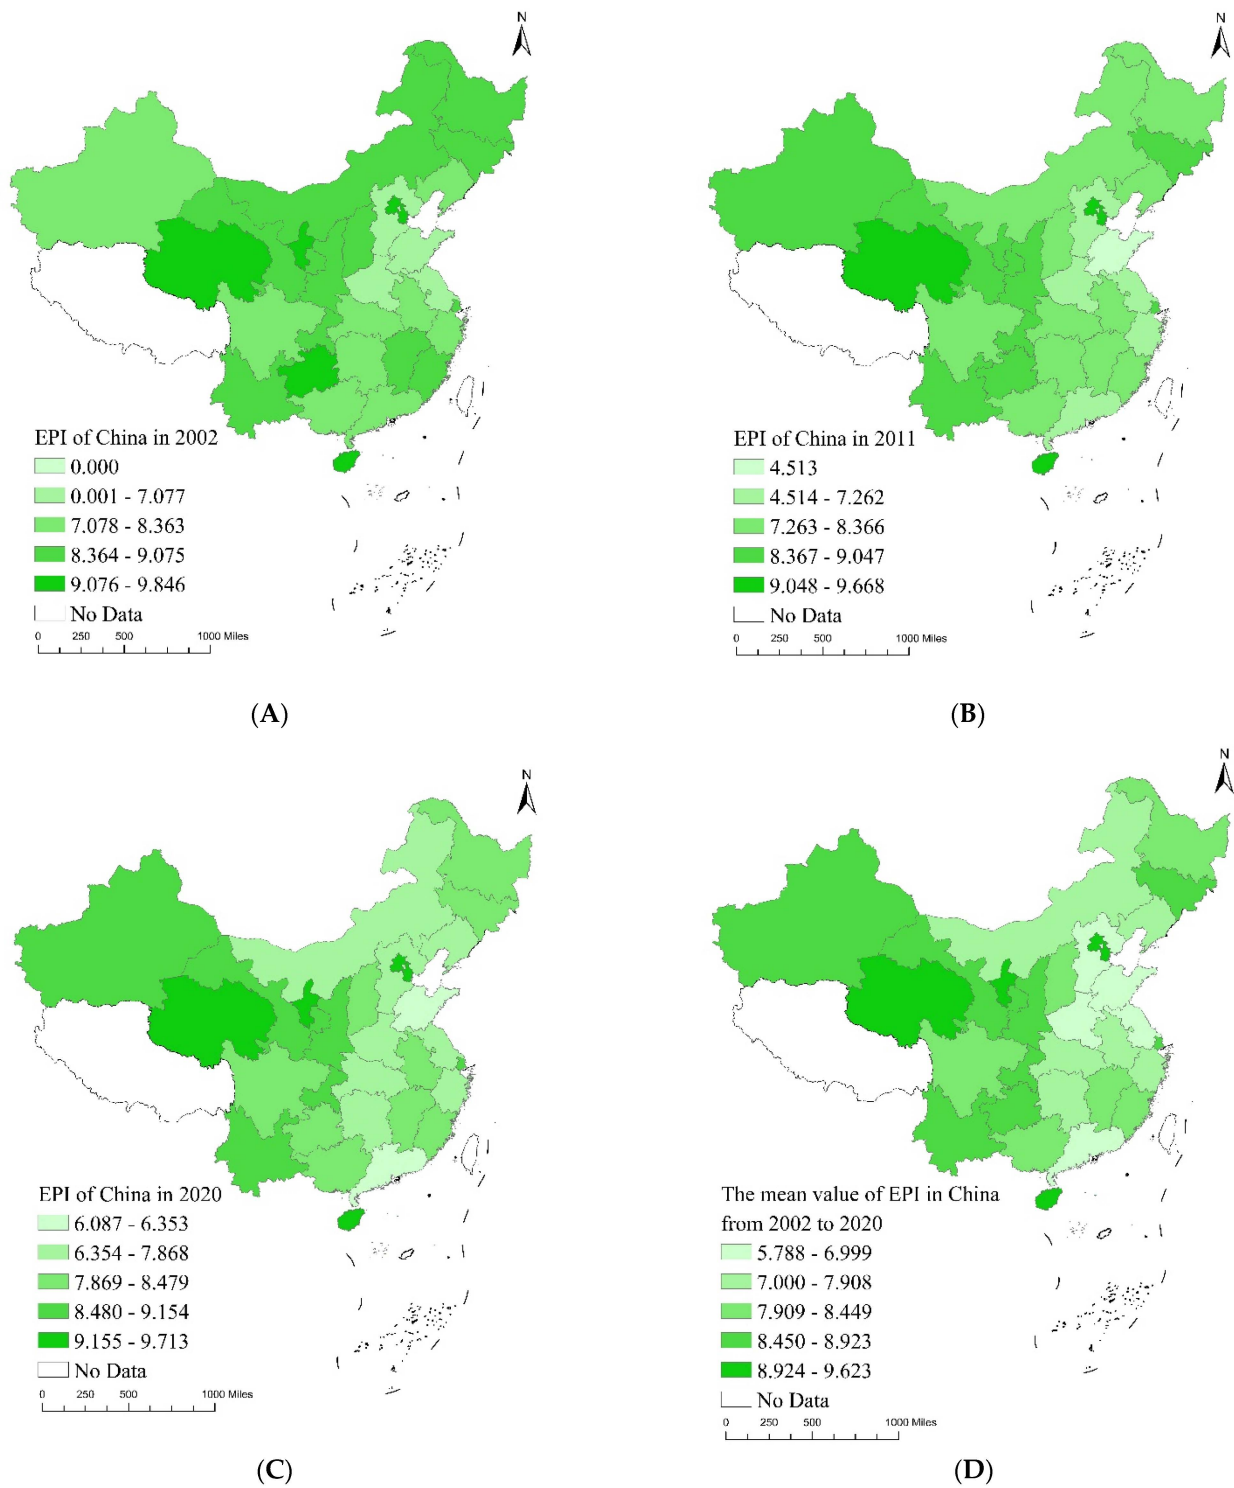 N
EPI of China in 2002
0.000
0.001 - 7.077
7.078 - 8.363
8.364 - 9.075
9.076 - 9.846
No Data
0 250 500 1000 Miles
(A)
N
EPI of China in 2011
4.513
4.514 - 7.262
7.263 - 8.366
8.367 - 9.047
9.048 - 9.668
No Data
0 250 500 1000 Miles
(B)
N
EPI of China in 2020
6.087 - 6.353
6.354 - 7.868
7.869 - 8.479
8.480 - 9.154
9.155 - 9.713
No Data
0 250 500 1000 Miles
(C)
N
The mean value of EPI in China
from 2002 to 2020
5.788 - 6.999
7.000 - 7.908
7.909 - 8.449
8.450 - 8.923
8.924 - 9.623
No Data
0 250 500 1000 Miles
(D)